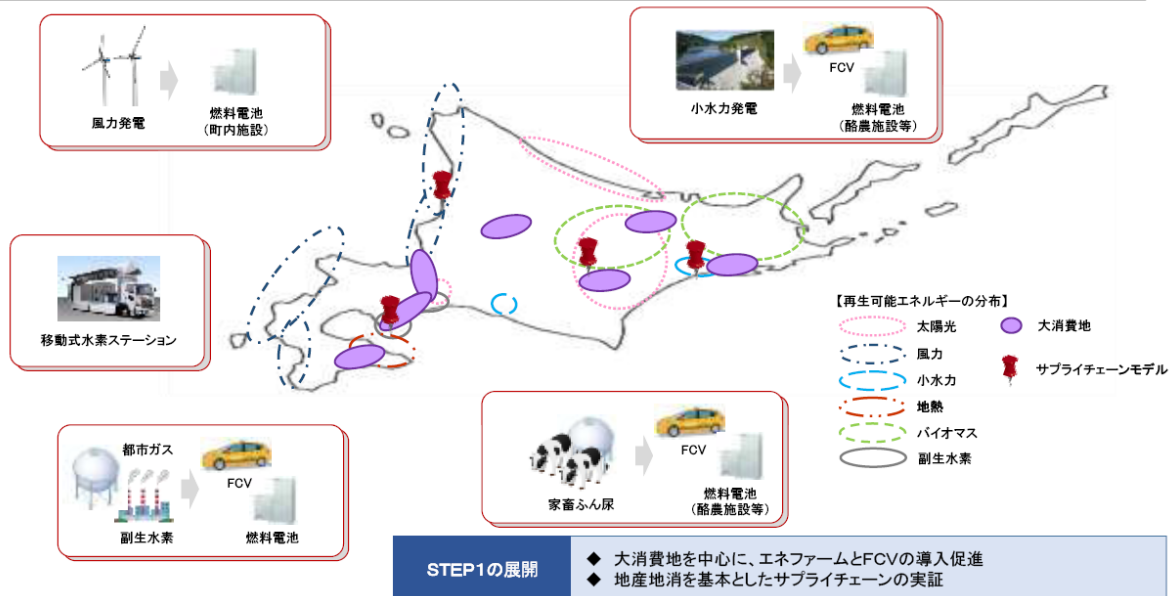 風力発電
燃料電池
(町内施設)
小水力発電
FCV
燃料電池
(酪農施設等)
移動式水素ステーション
【再生可能エネルギーの分布】
太陽光
風力
小水力
地熱
バイオマス
副生水素
大消費地
サプライチェーンモデル
都市ガス
副生水素
FCV
燃料電池
家畜ふん尿
FCV
燃料電池
(酪農施設等)
STEP1の展開
◆ 大消費地を中心に、エネファームとFCVの導入促進
◆ 地産地消を基本としたサプライチェーンの実証